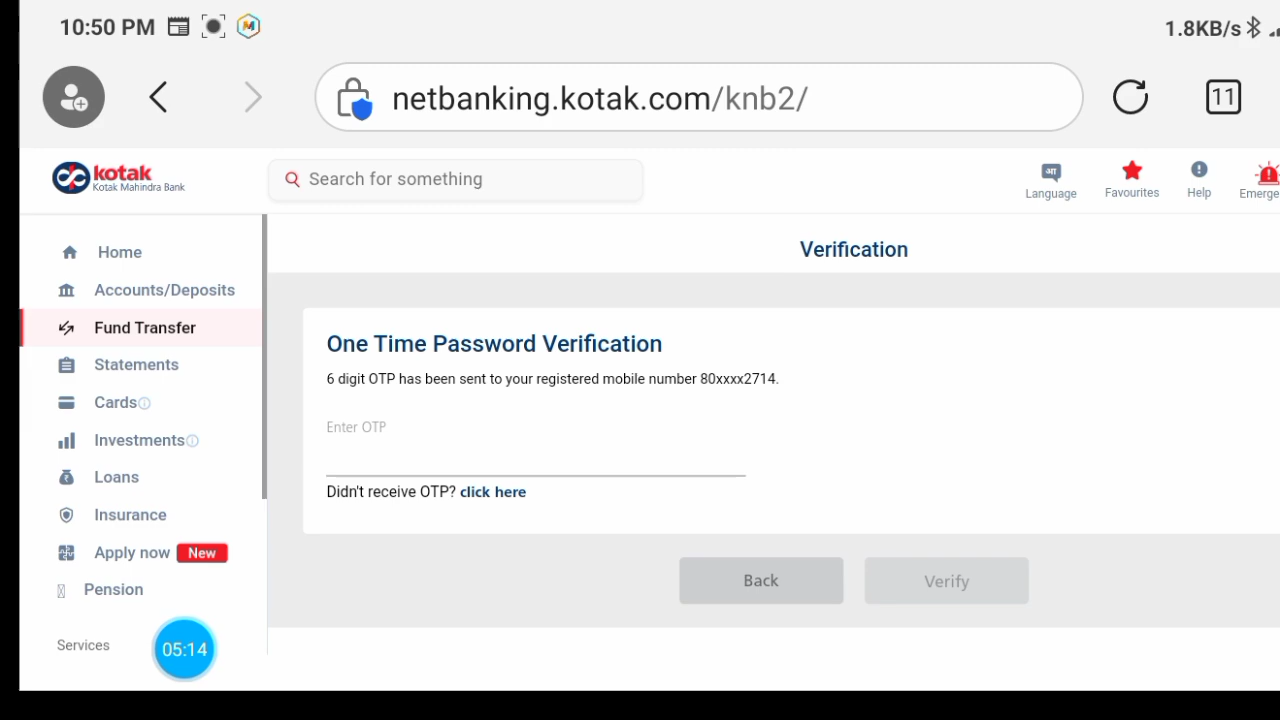 10:50 PM
1.8KB/s
netbanking.kotak.com/knb2/
11
kotak
Kotak Mahindra Bank
Search for something
अा
Language
Favourites
Help
Emerge
Home
Accounts/Deposits
Fund Transfer
Statements
Cards
Investments
Loans
Insurance
Apply now New
Pension
Services
05:14
Verification
One Time Password Verification
6 digit OTP has been sent to your registered mobile number 80xxxx2714.
Enter OTP
Didn't receive OTP? click here
Back
Verify